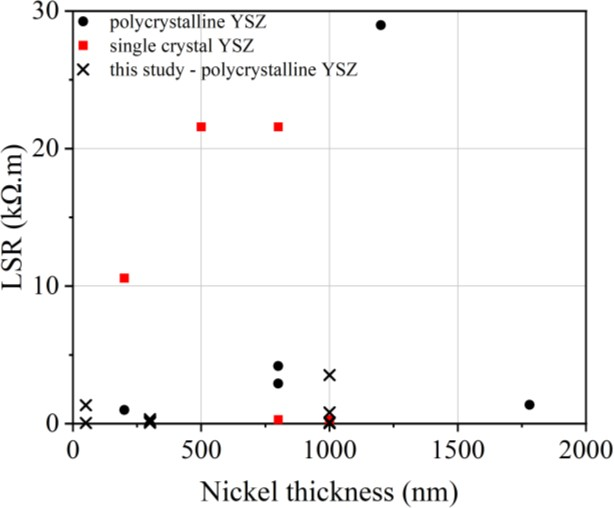 30
polycrystalline YSZ
single crystal YSZ
this study - polycrystalline YSZ
20
LSR (kΩ.m)
10
0
0 500 1000 1500 2000
Nickel thickness (nm)